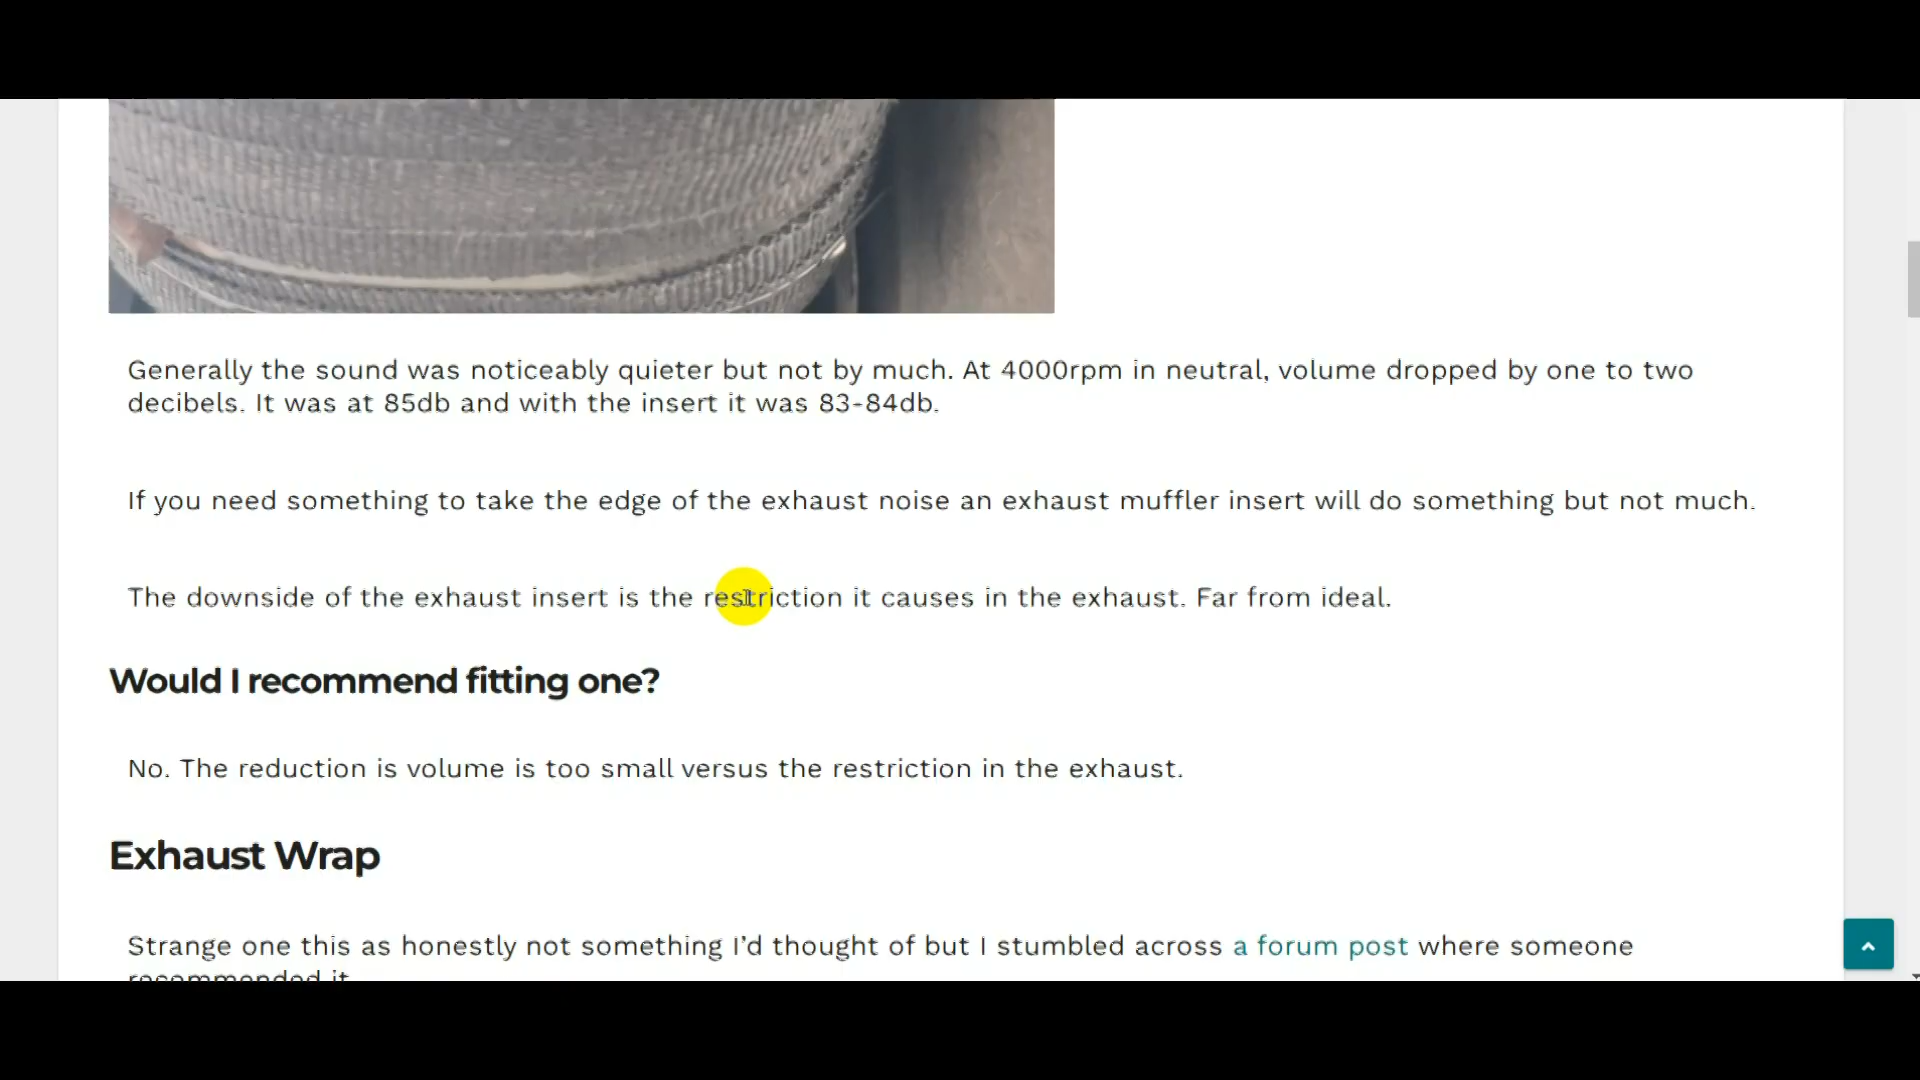 Generally the sound was noticeably quieter but not by much. At 4000rpm in neutral, volume dropped by one to two
decibels. It was at 85db and with the insert it was 83-84db.
If you need something to take the edge of the exhaust noise an exhaust muffler insert will do something but not much.
The downside of the exhaust insert is the restriction it causes in the exhaust. Far from ideal.
Would I recommend fitting one?
No. The reduction is volume is too small versus the restriction in the exhaust.
Exhaust Wrap
Strange one this as honestly not something I'd thought of but I stumbled across a forum post where someone
recommended it